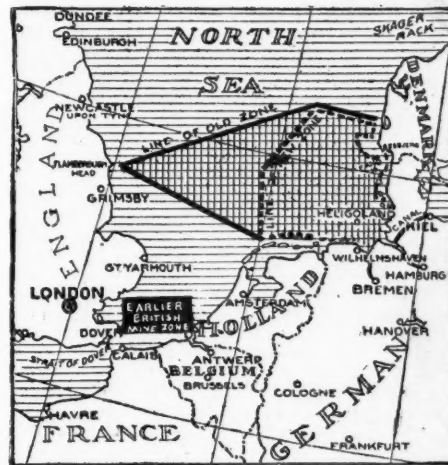 DUNDEE
EDINBURGH
NORTH
SEA
SKAGER
RACK
DENMARK
NEWCASTLE
UPON TYNE
LINE OF OLD ZONE
ZONE
LINE
FLAMBOROUGH
HEAD
GRIMSBY
ENGLAND
HELIGOLAND
CANAL
KIEL
WILHELMSHAVEN
HAMBURG
BREMEN
GT. YARMOUTH
LONDON
EARLIER
BRITISH
MINE ZONE
AMSTERDAM
HOLLAND
HANOVER
DOVER
STRAIT OF DOVER
CALAIS
ANTWERP
BELGIUM
BRUSSELS
COLOGNE
GERMANY
HAVRE
FRANCE
FRANKFURT